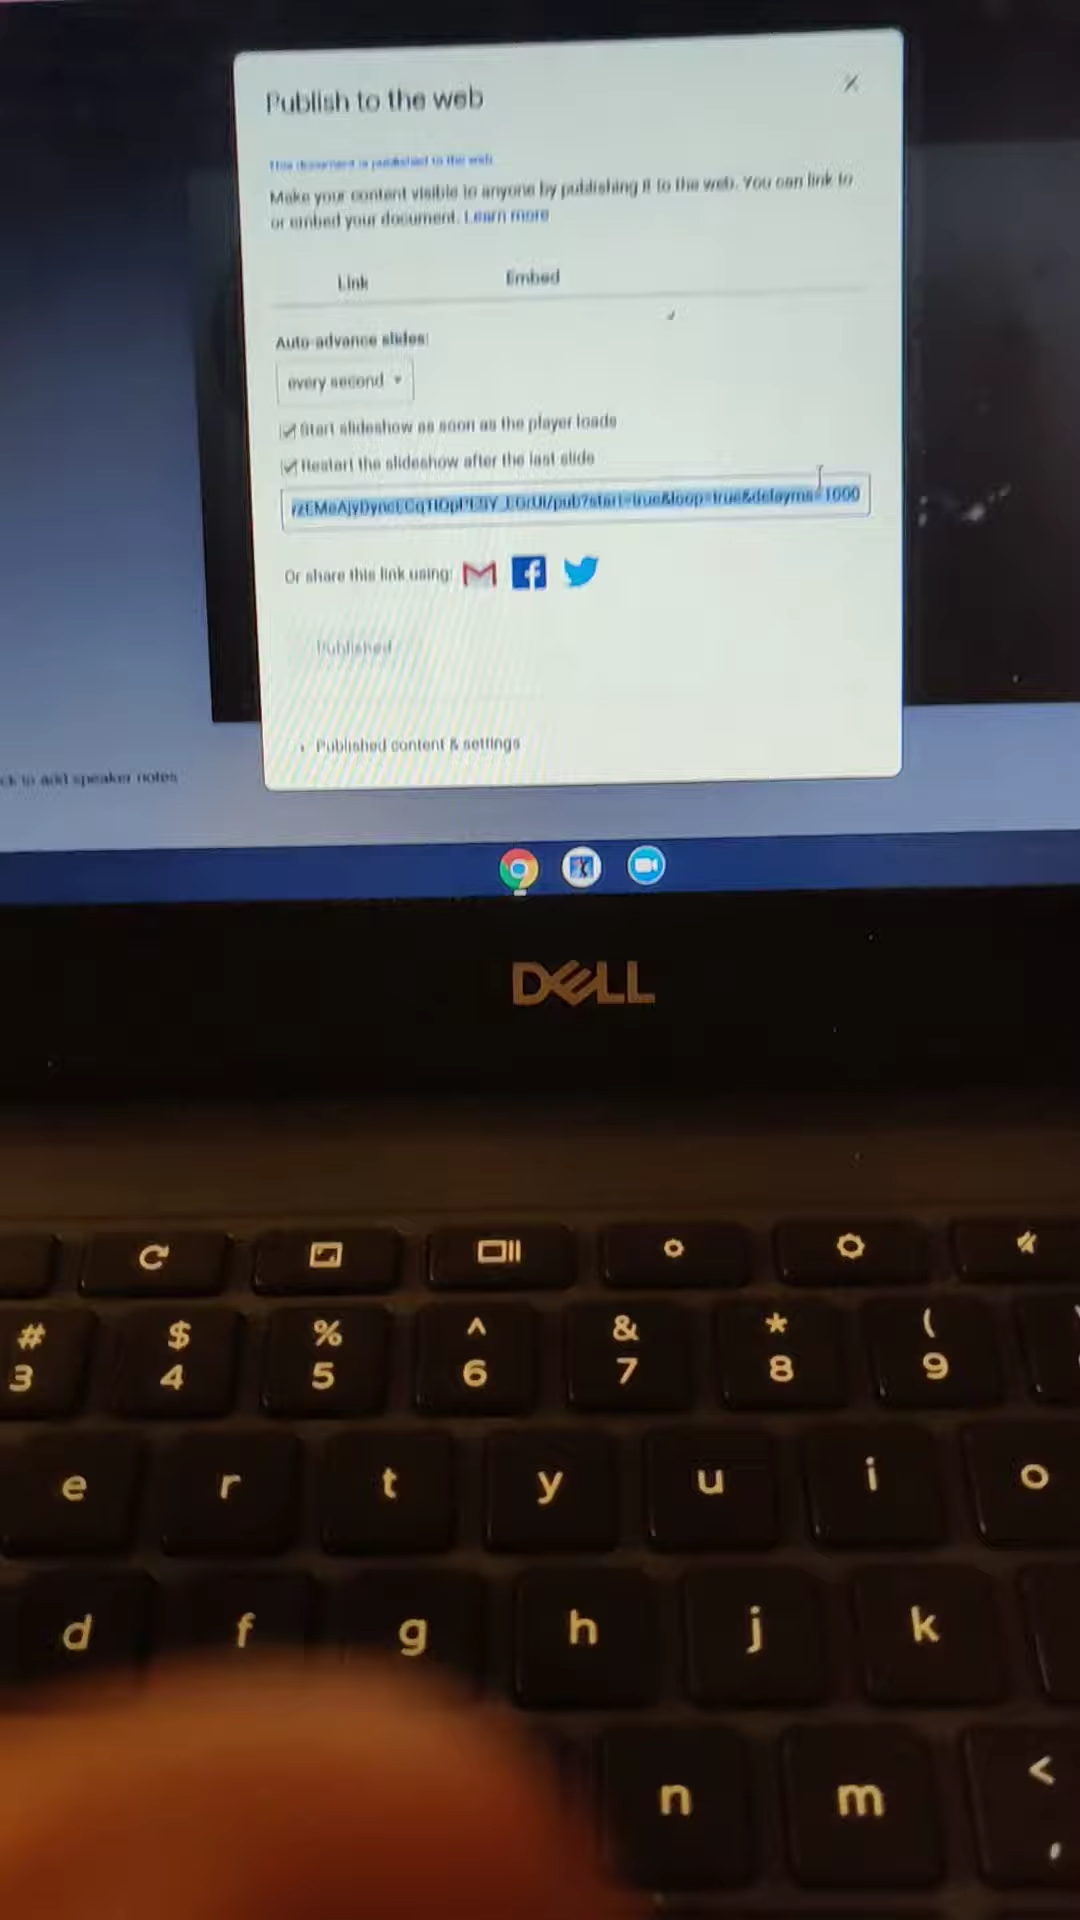 Publish to the web
This document is published to the web.
Make your content visible to anyone by publishing it to the web. You can link to
or embed your document. Learn more
Link Embed
Auto-advance slides:
every second
Start slideshow as soon as the player loads
Restart the slideshow after the last slide
/pub?start=true&loop=true&delayms=1000
Or share this link using:
Published
Published content & settings
ck to add speaker notes
DELL
# $ % ^ & * (
3 4 5 6 7 8 9
e r t y u i o
d f g h j k
n m <
,